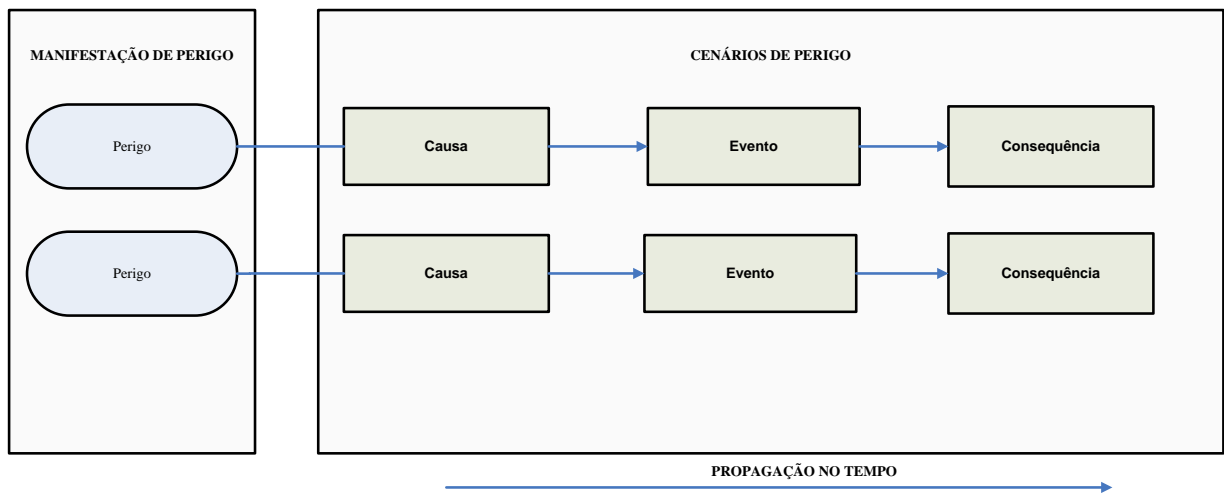 MANIFESTAÇÃO DE PERIGO
CENÁRIOS DE PERIGO
Perigo
Causa
Evento
Consequência
Perigo
Causa
Evento
Consequência
PROPAGAÇÃO NO TEMPO